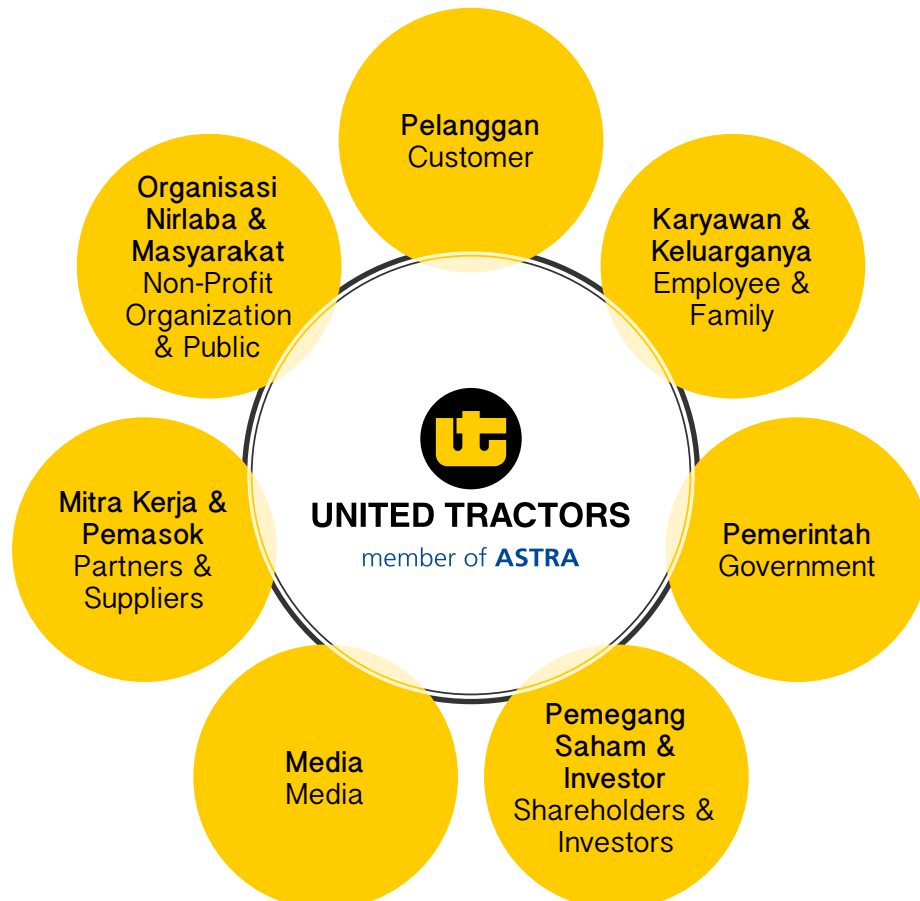 Pelanggan
Customer
Karyawan &
Keluarganya
Employee &
Family
Pemerintah
Government
Pemegang
Saham &
Investor
Shareholders &
Investors
Media
Media
Mitra Kerja &
Pemasok
Partners &
Suppliers
Organisasi
Nirlaba &
Masyarakat
Non-Profit
Organization
& Public
ut
UNITED TRACTORS
member of ASTRA